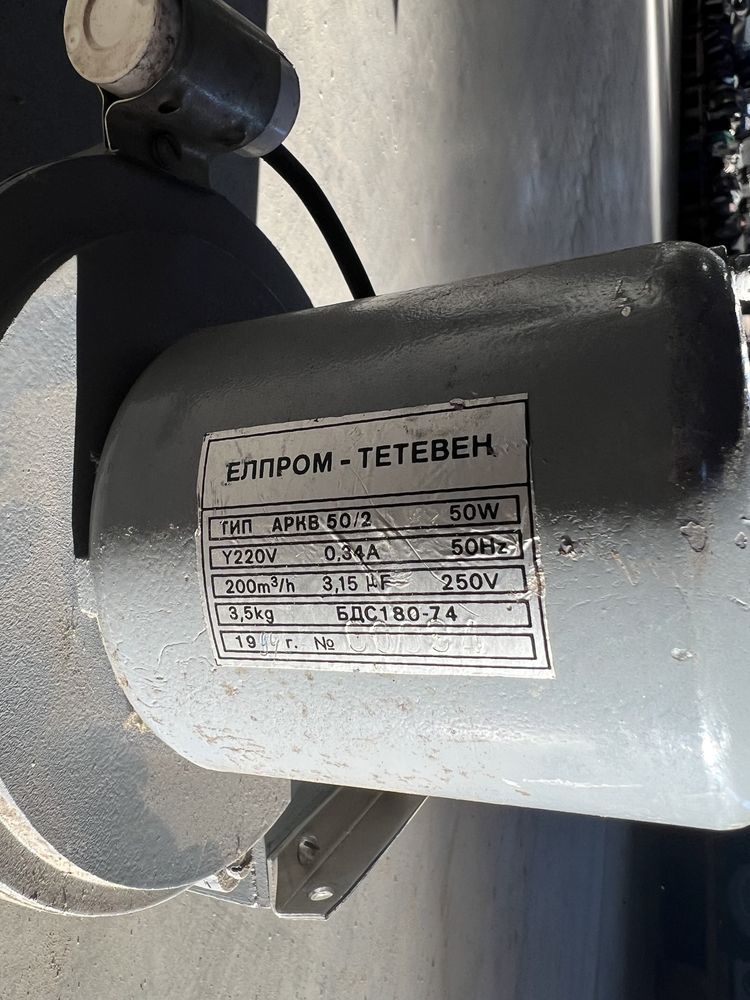 ЕЛПРОМ - ТЕТЕВЕН
ТИП АРКВ 50/2 50W
Y220V 0,34A 50Hz
200m³/h 3,15 μF 250V
3,5kg БДС180-74
19 г. №